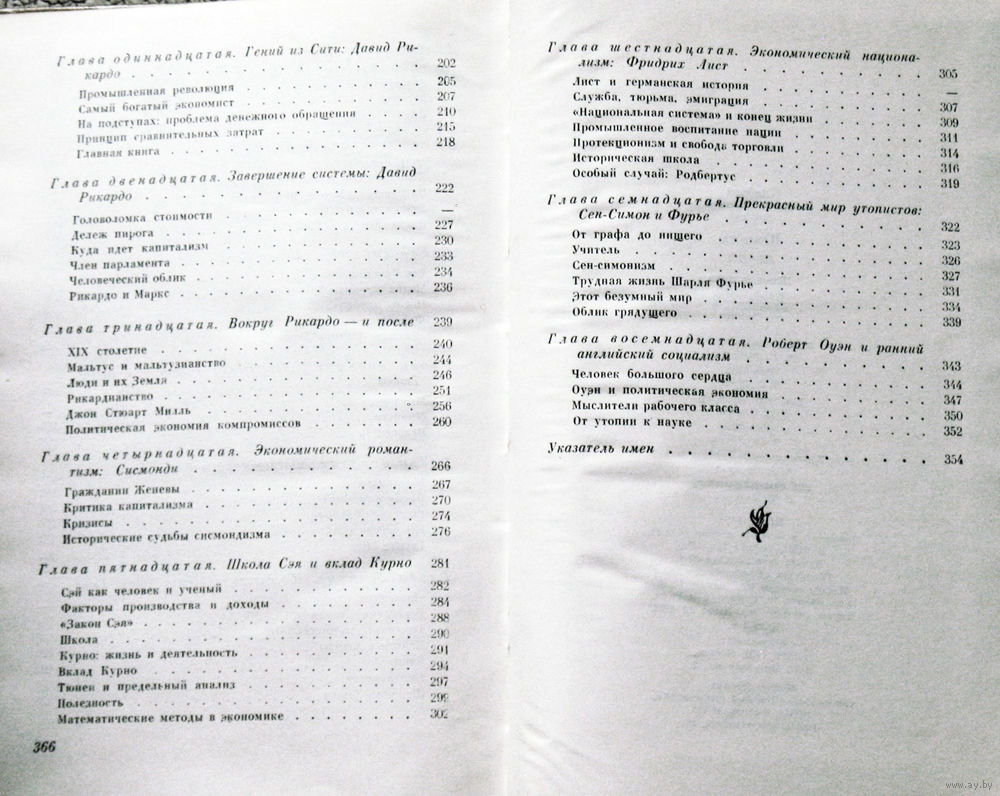 Глава одиннадцатая. Гений из Сити: Давид Ри-
кардо . . . . . . . . . . . . . . . . 202
Промышленная революция . . . . . . . . . . 205
Самый богатый экономист . . . . . . . . . . 207
На подступах: проблема денежного обращения . . . . 210
Принцип сравнительных затрат . . . . . . . . 215
Главная книга . . . . . . . . . . . . . . 218
Глава двенадцатая. Завершение системы: Давид
Рикардо . . . . . . . . . . . . . . . 222
Головоломка стоимости . . . . . . . . . . . —
Дележ пирога . . . . . . . . . . . . . . 227
Куда идет капитализм . . . . . . . . . . . 230
Член парламента . . . . . . . . . . . . . 233
Человеческий облик . . . . . . . . . . . . 234
Рикардо и Маркс . . . . . . . . . . . . . 236
Глава тринадцатая. Вокруг Рикардо — и после 239
XIX столетие . . . . . . . . . . . . . . 240
Мальтус и мальтузианство . . . . . . . . . . 244
Люди и их Земля . . . . . . . . . . . . . 246
Рикардианство . . . . . . . . . . . . . . 251
Джон Стюарт Милль . . . . . . . . . . . . 256
Политическая экономия компромиссов . . . . . . 260
Глава четырнадцатая. Экономический роман-
тизм: Сисмонди . . . . . . . . . . . . 266
Гражданин Женевы . . . . . . . . . . . . 267
Критика капитализма . . . . . . . . . . . 270
Кризисы . . . . . . . . . . . . . . . . 274
Исторические судьбы сисмондизма . . . . . . . 276
Глава пятнадцатая. Школа Сэя и вклад Курно 281
Сэй как человек и ученый . . . . . . . . . . 282
Факторы производства и доходы . . . . . . . . 284
«Закон Сэя» . . . . . . . . . . . . . . . 288
Школа . . . . . . . . . . . . . . . . . 290
Курно: жизнь и деятельность . . . . . . . . . 291
Вклад Курно . . . . . . . . . . . . . . 294
Тюнен и предельный анализ . . . . . . . . . 297
Полезность . . . . . . . . . . . . . . . 299
Математические методы в экономике . . . . . . . 302
366
Глава шестнадцатая. Экономический национа-
лизм: Фридрих Лист . . . . . . . . . . 305
Лист и германская история . . . . . . . . . —
Служба, тюрьма, эмиграция . . . . . . . . . 307
«Национальная система» и конец жизни . . . . . . 309
Промышленное воспитание нации . . . . . . . . 311
Протекционизм и свобода торговли . . . . . . . 314
Историческая школа . . . . . . . . . . . . 316
Особый случай: Родбертус . . . . . . . . . . 319
Глава семнадцатая. Прекрасный мир утопистов:
Сен-Симон и Фурье . . . . . . . . . . . 322
От графа до нищего . . . . . . . . . . . . 323
Учитель . . . . . . . . . . . . . . . . 326
Сен-симонизм . . . . . . . . . . . . . . 327
Трудная жизнь Шарля Фурье . . . . . . . . . 331
Этот безумный мир . . . . . . . . . . . . 334
Облик грядущего . . . . . . . . . . . . . 339
Глава восемнадцатая. Роберт Оуэн и ранний
английский социализм . . . . . . . . . . 343
Человек большого сердца . . . . . . . . . . 344
Оуэн и политическая экономия . . . . . . . . 347
Мыслители рабочего класса . . . . . . . . . 350
От утопии к науке . . . . . . . . . . . . 352
Указатель имен . . . . . . . . . . . . . 354
www.ay.by